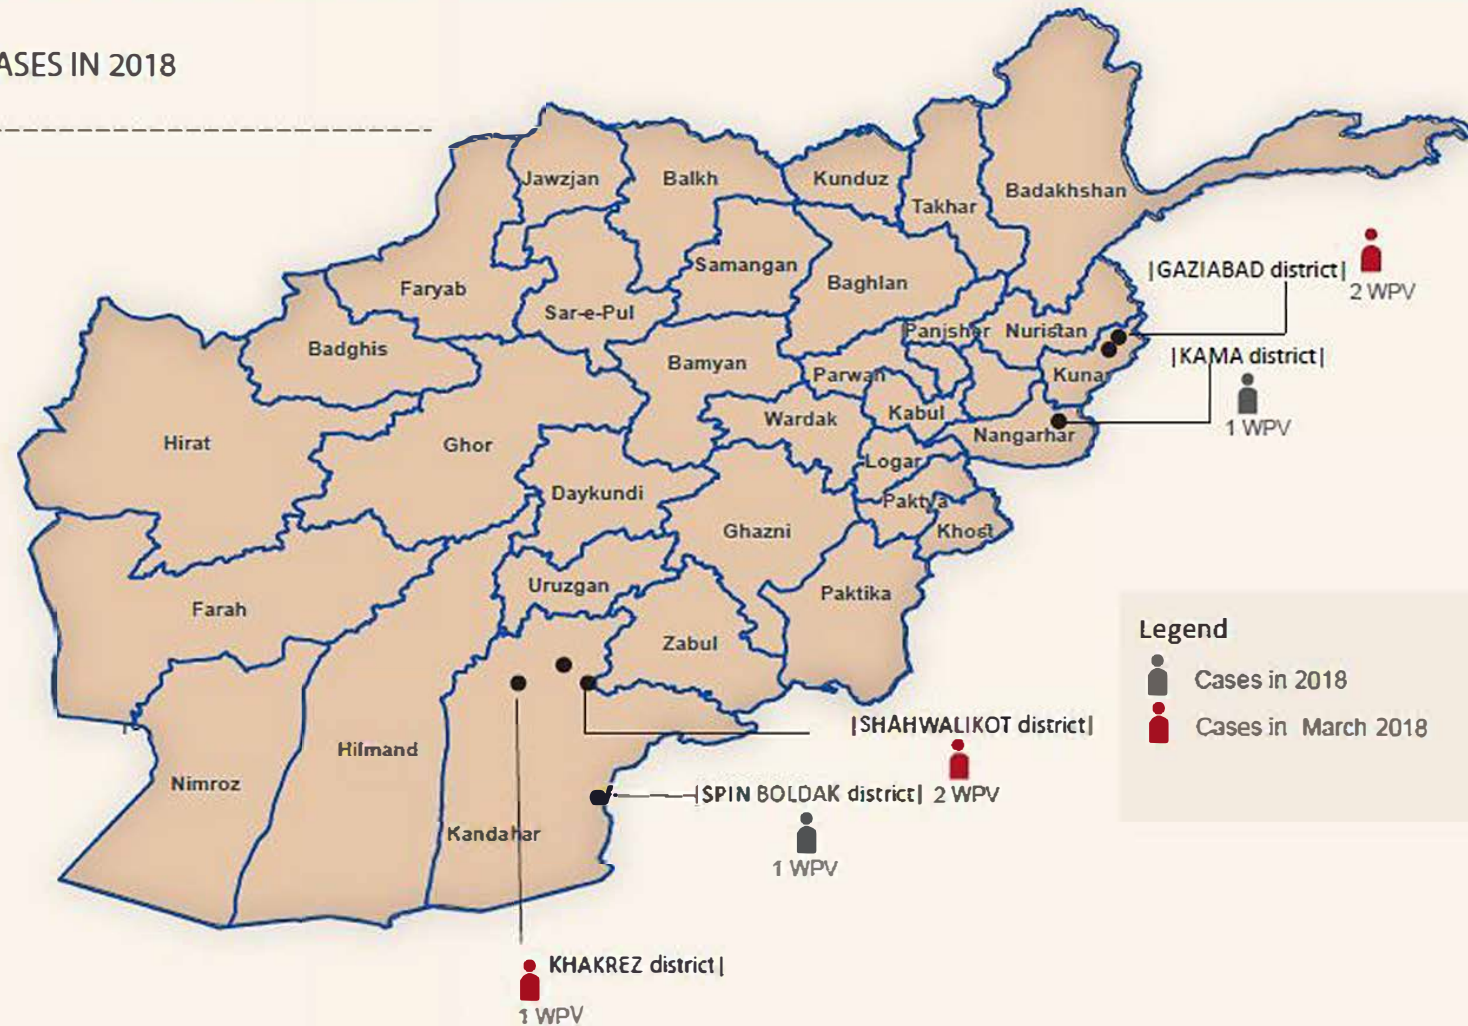 ASES IN 2018
Jawzjan
Balkh
Kunduz
Takhar
Badakhshan
Faryab
Sar-e-Pul
Samangan
Baghlan
|GAZIABAD district|
2 WPV
Badghis
Bamyan
Panjsher
Nuristan
|KAMA district|
1 WPV
Parwan
Kunar
Hirat
Ghor
Wardak
Kabul
Nangarhar
Logar
Daykundi
Ghazni
Paktya
Khost
Uruzgan
Paktika
Farah
Zabul
Legend
Cases in 2018
Cases in March 2018
Nimroz
Hilmand
Kandahar
|SHAHWALIKOT district|
2 WPV
|SPIN BOLDAK district|
1 WPV
KHAKREZ district|
1 WPV